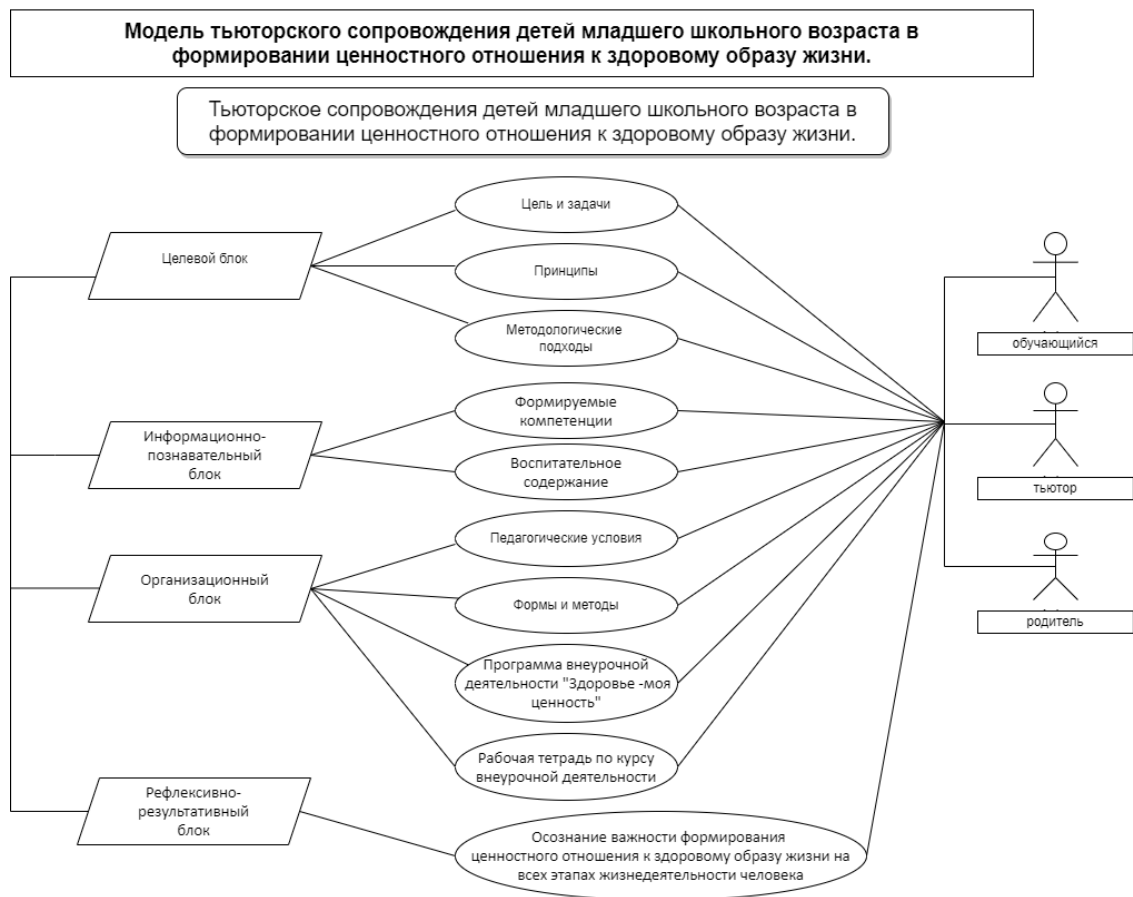 Модель тьюторского сопровождения детей младшего школьного возраста в
формировании ценностного отношения к здоровому образу жизни.
Тьюторское сопровождения детей младшего школьного возраста в
формировании ценностного отношения к здоровому образу жизни.
Целевой блок
Цель и задачи
Принципы
Методологические
подходы
Информационно-
познавательный
блок
Формируемые
компетенции
Воспитательное
содержание
Организационный
блок
Педагогические условия
Формы и методы
Программа внеурочной
деятельности "Здоровье -моя
ценность"
Рабочая тетрадь по курсу
внеурочной деятельности
Рефлексивно-
результативный
блок
Осознание важности формирования
ценностного отношения к здоровому образу жизни на
всех этапах жизнедеятельности человека
обучающийся
тьютор
родитель